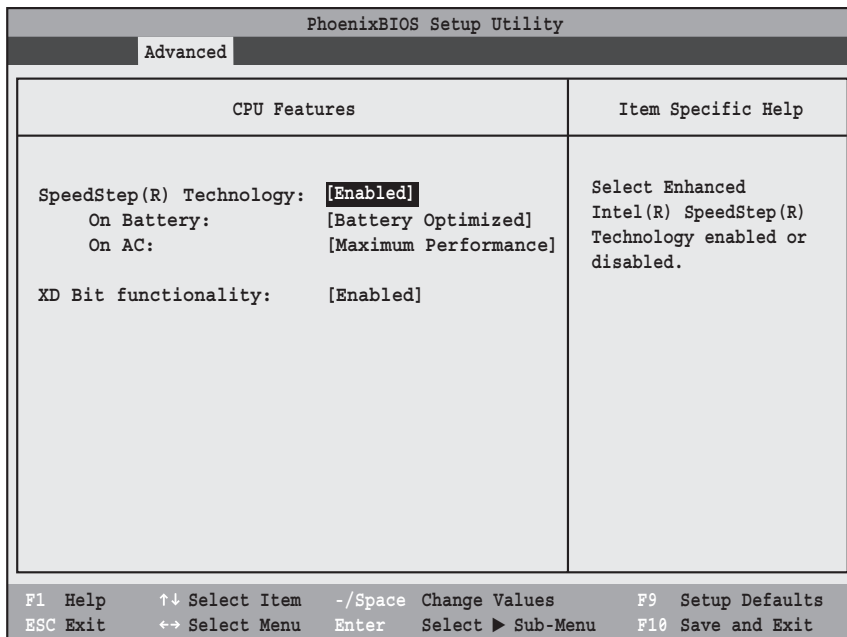 PhoenixBIOS Setup Utility
Advanced
CPU Features
Item Specific Help
SpeedStep(R) Technology: [Enabled]
On Battery: [Battery Optimized]
On AC: [Maximum Performance]
XD Bit functionality: [Enabled]
Select Enhanced
Intel(R) SpeedStep(R)
Technology enabled or
disabled.
F1 Help ↑↓ Select Item -/Space Change Values F9 Setup Defaults
ESC Exit ←→ Select Menu Enter Select ▶ Sub-Menu F10 Save and Exit